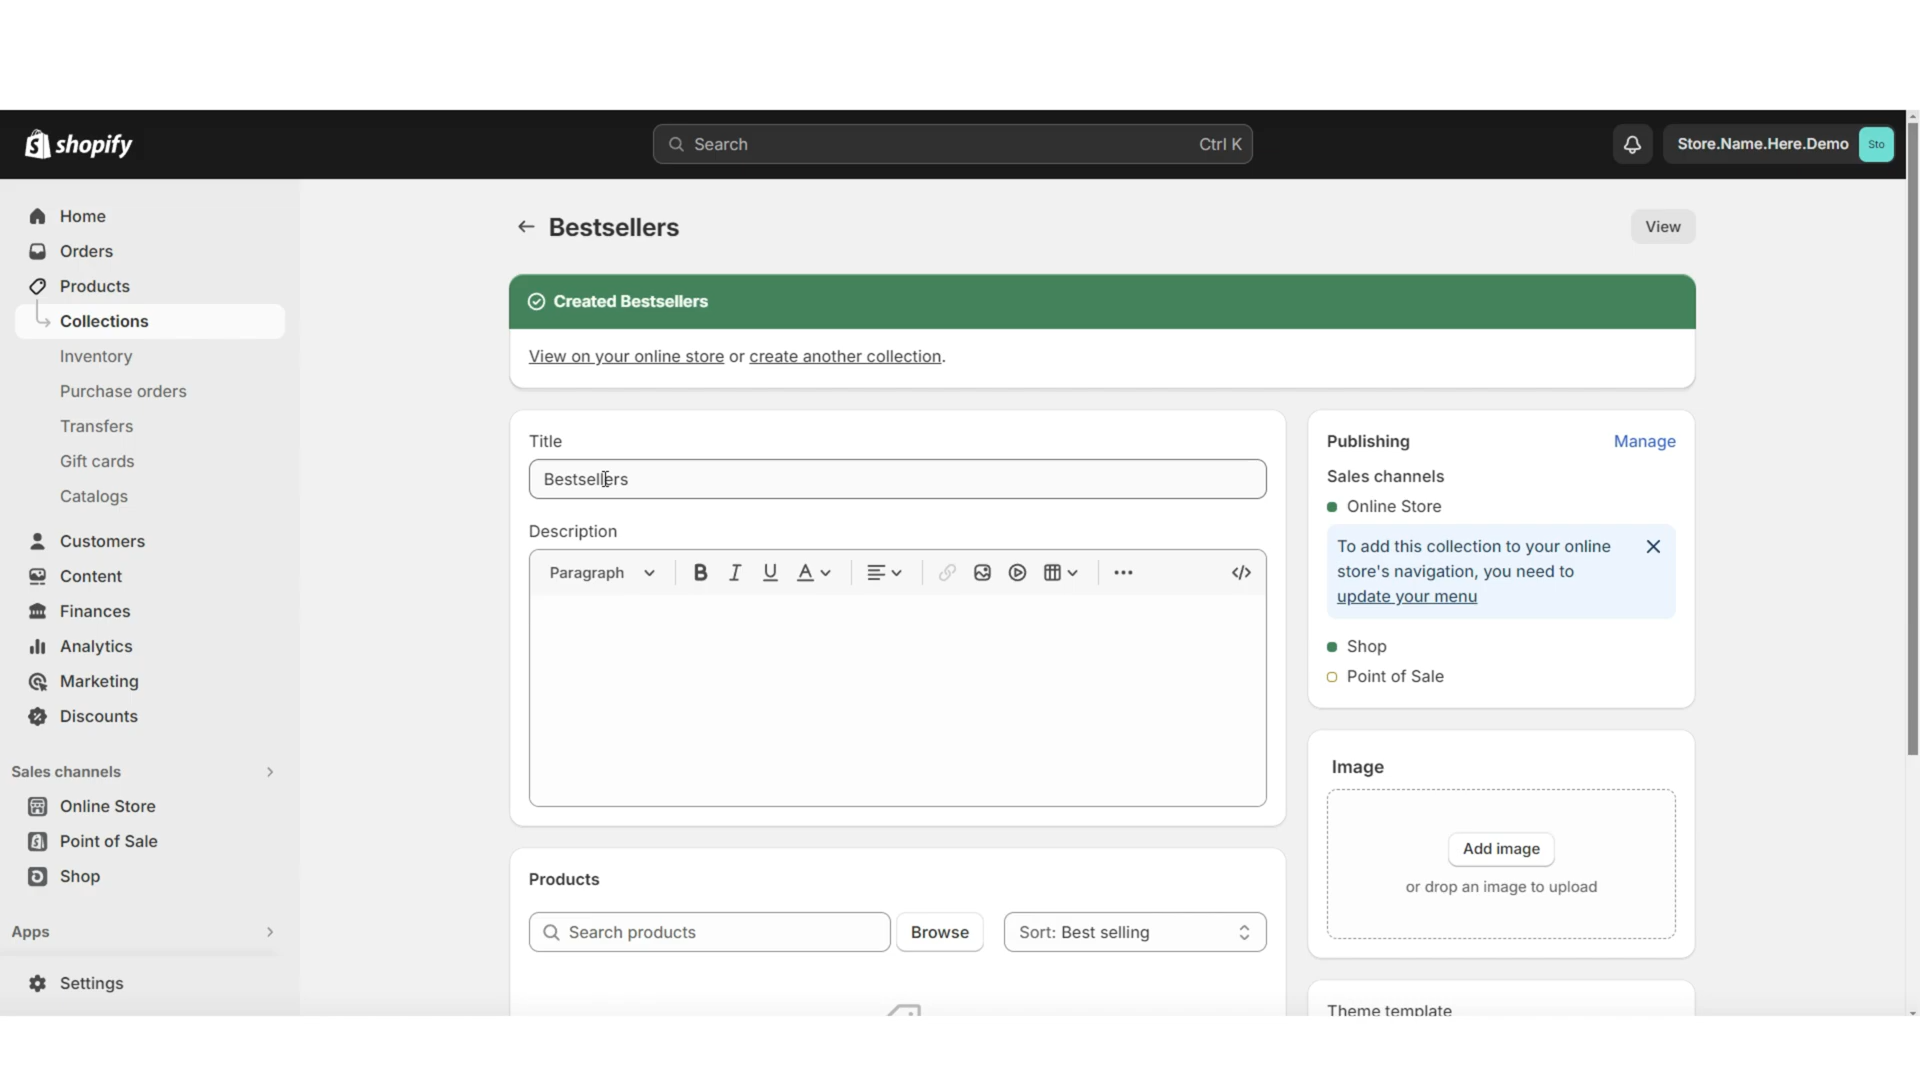 shopify
Search
Ctrl K
Store.Name.Here.Demo
Sto
Home
Orders
Products
Collections
Inventory
Purchase orders
Transfers
Gift cards
Catalogs
Customers
Content
Finances
Analytics
Marketing
Discounts
Sales channels
Online Store
Point of Sale
Shop
Apps
Settings
Bestsellers
View
Created Bestsellers
View on your online store or create another collection.
Title
Bestsellers
Description
Paragraph
B I U A
Products
Search products
Browse
Sort: Best selling
Publishing
Manage
Sales channels
Online Store
To add this collection to your online
store's navigation, you need to
update your menu
Shop
Point of Sale
Image
Add image
or drop an image to upload
Theme template